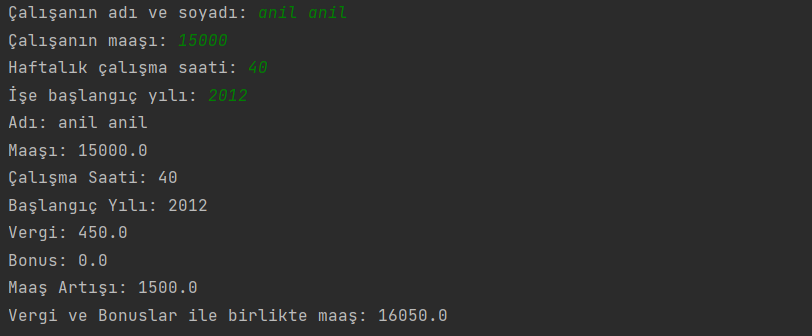 Çalışanın adı ve soyadı: anil anil
Çalışanın maaşı: 15000
Haftalık çalışma saati: 40
İşe başlangıç yılı: 2012
Adı: anil anil
Maaşı: 15000.0
Çalışma Saati: 40
Başlangıç Yılı: 2012
Vergi: 450.0
Bonus: 0.0
Maaş Artışı: 1500.0
Vergi ve Bonuslar ile birlikte maaş: 16050.0